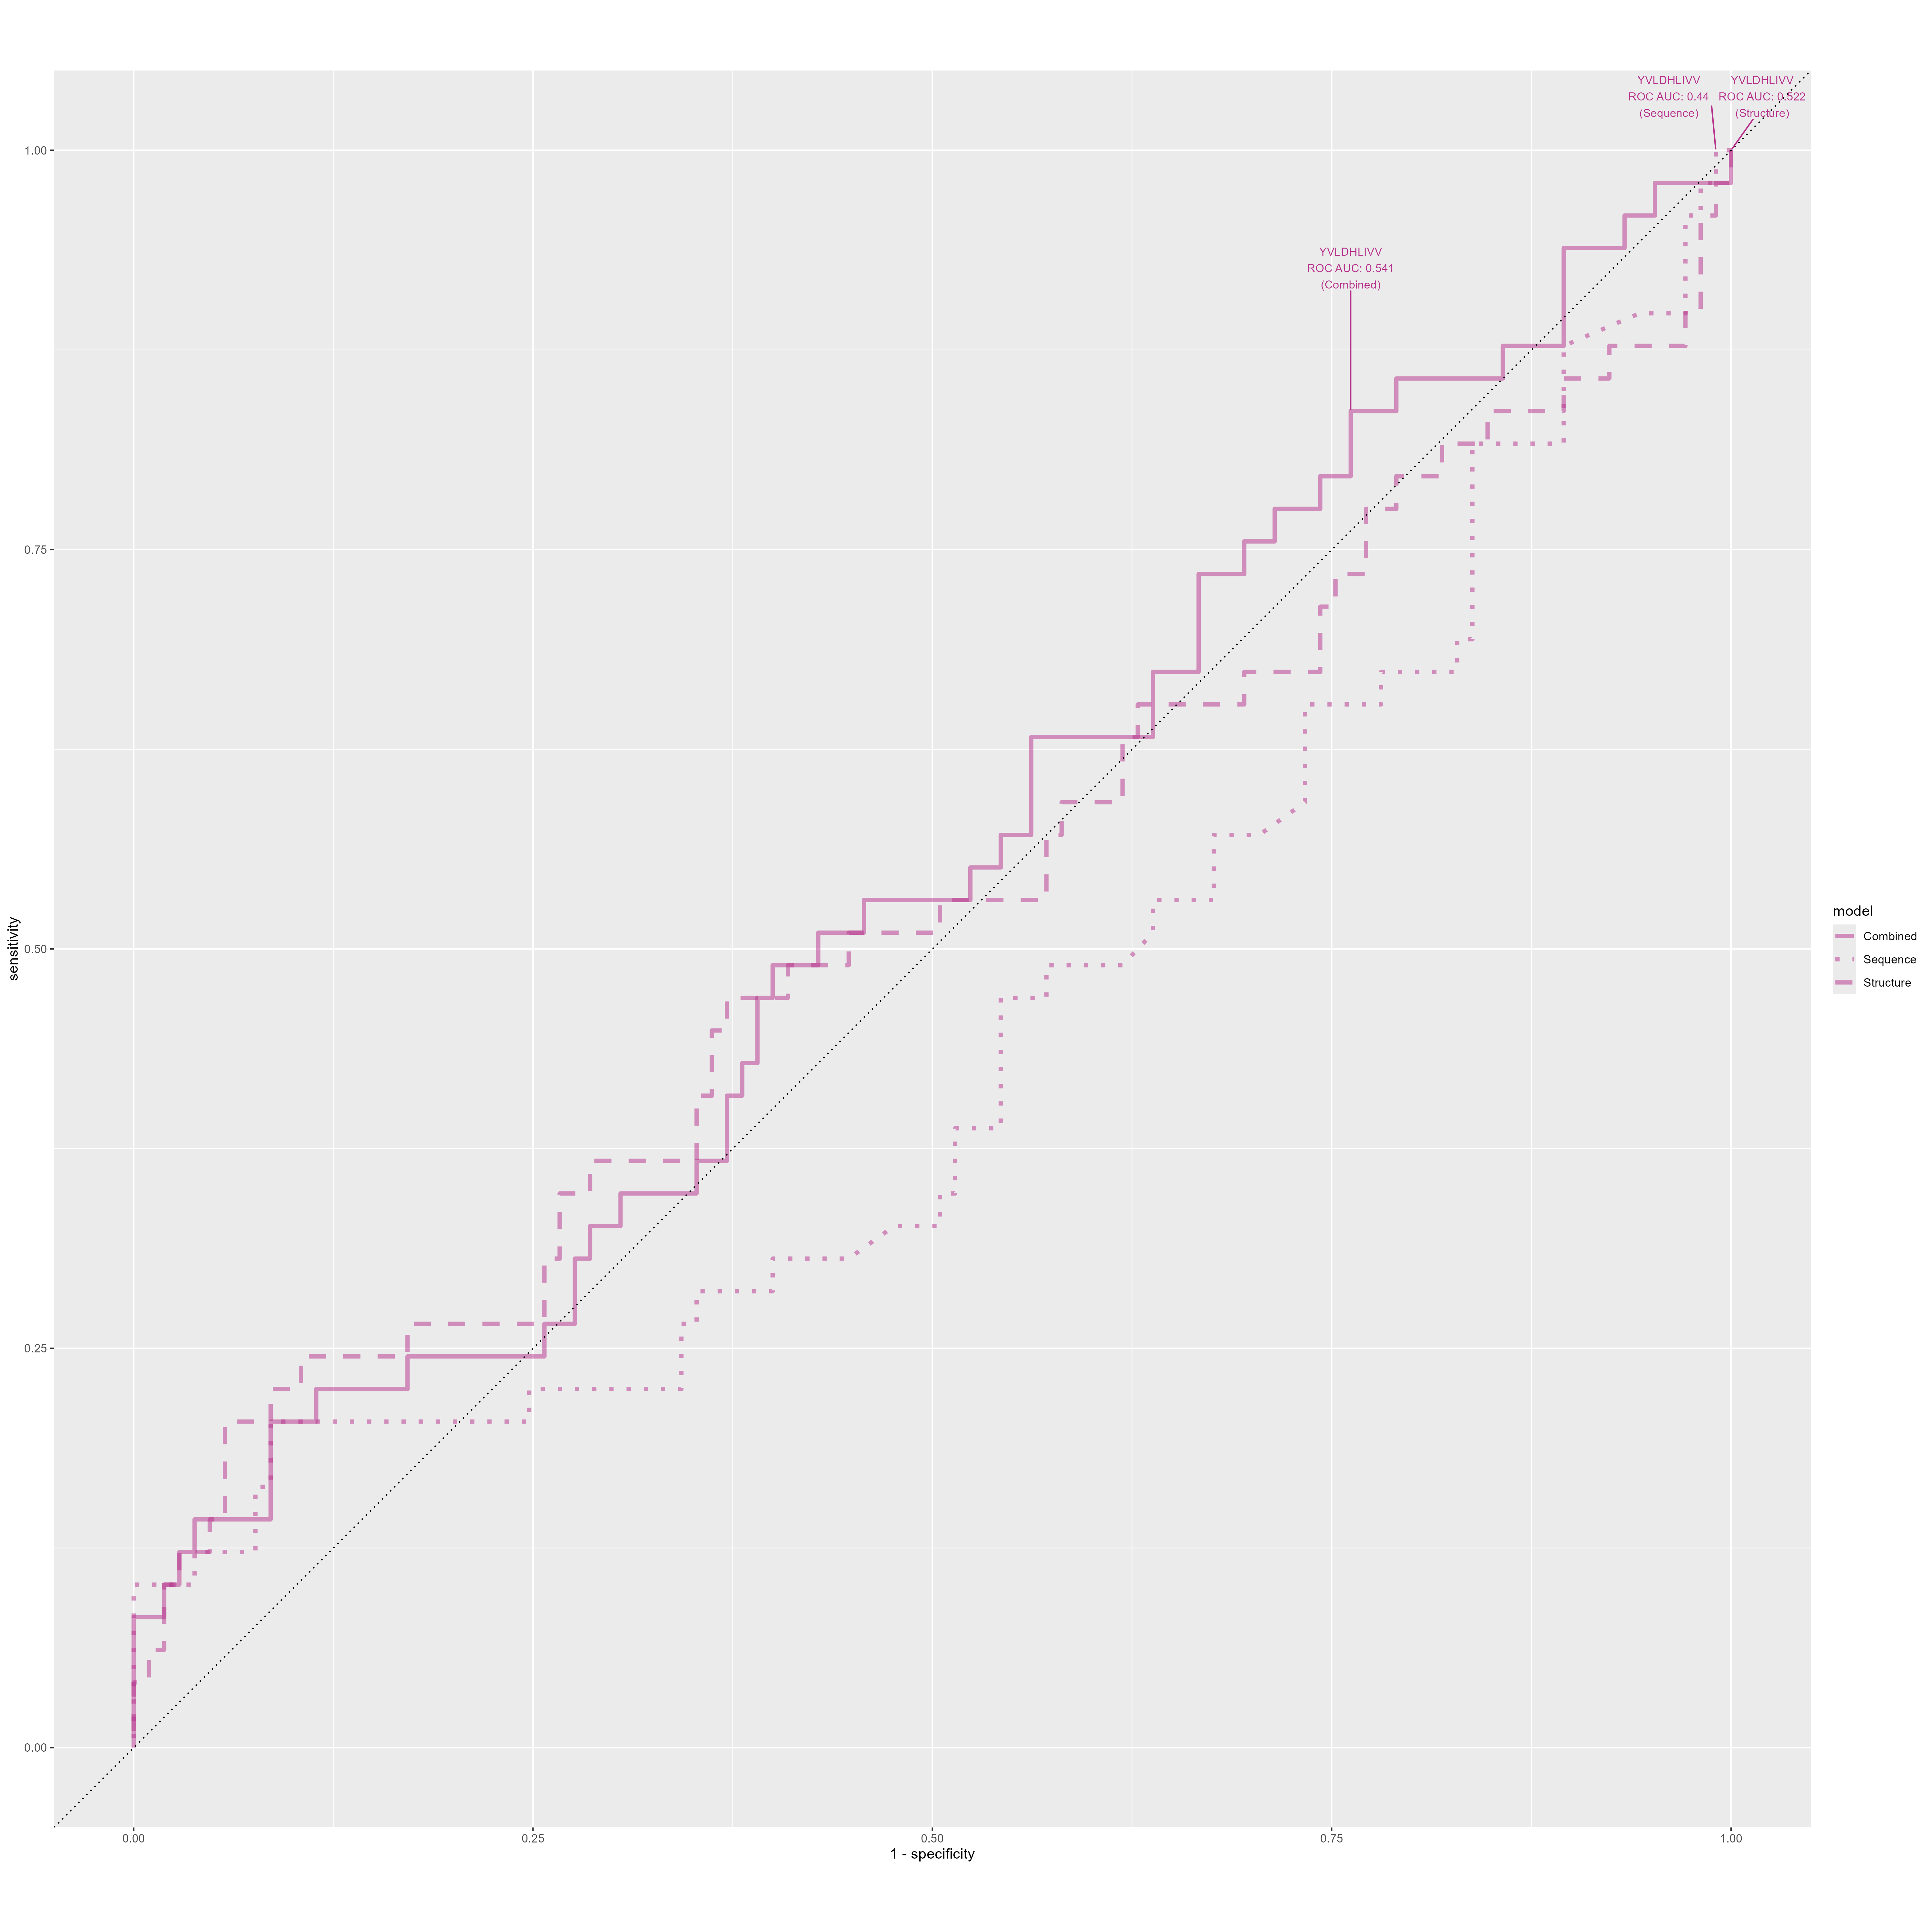 YVLDHLIVV
ROC AUC: 0.44
(Sequence)
YVLDHLIVV
ROC AUC: 0.522
(Structure)
YVLDHLIVV
ROC AUC: 0.541
(Combined)
1.00
0.75
0.50
0.25
0.00
sensitivity
0.00
0.25
0.50
0.75
1.00
1 - specificity
model
Combined
Sequence
Structure